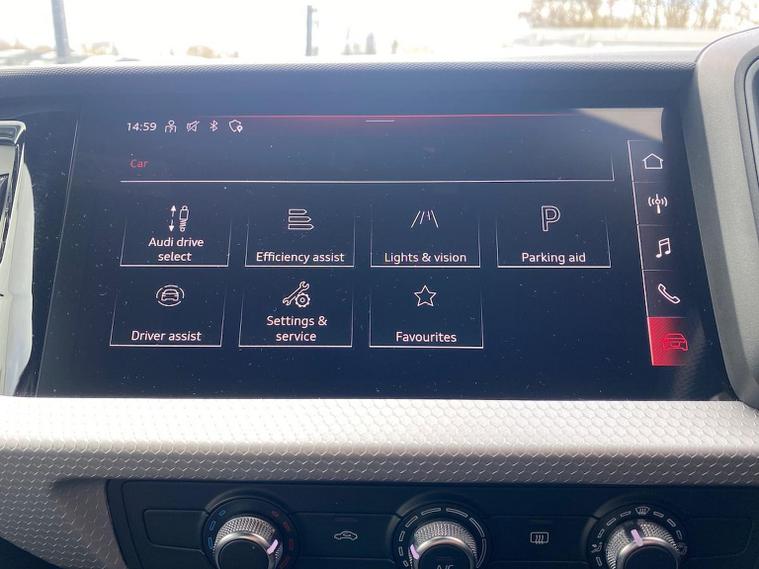 14:59
Car
Audi drive
select
Efficiency assist
Lights & vision
P
Parking aid
Driver assist
Settings &
service
Favourites
A/C